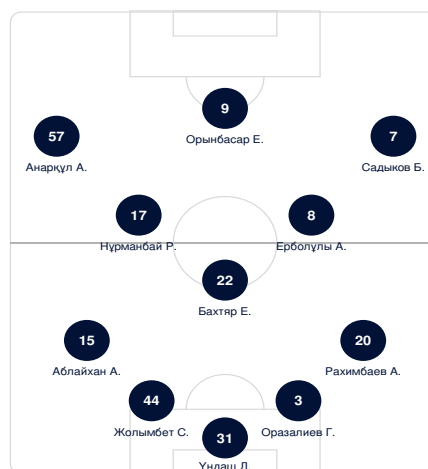 9
Орынбасар Е.
57
Анарқұл А.
7
Садыков Б.
17
Нұрманбай Р.
8
Ерболұлы А.
22
Бахтяр Е.
15
Аблайхан А.
20
Рахимбаев А.
44
Жолымбет С.
3
Оразалиев Г.
31
Үндаш Д.